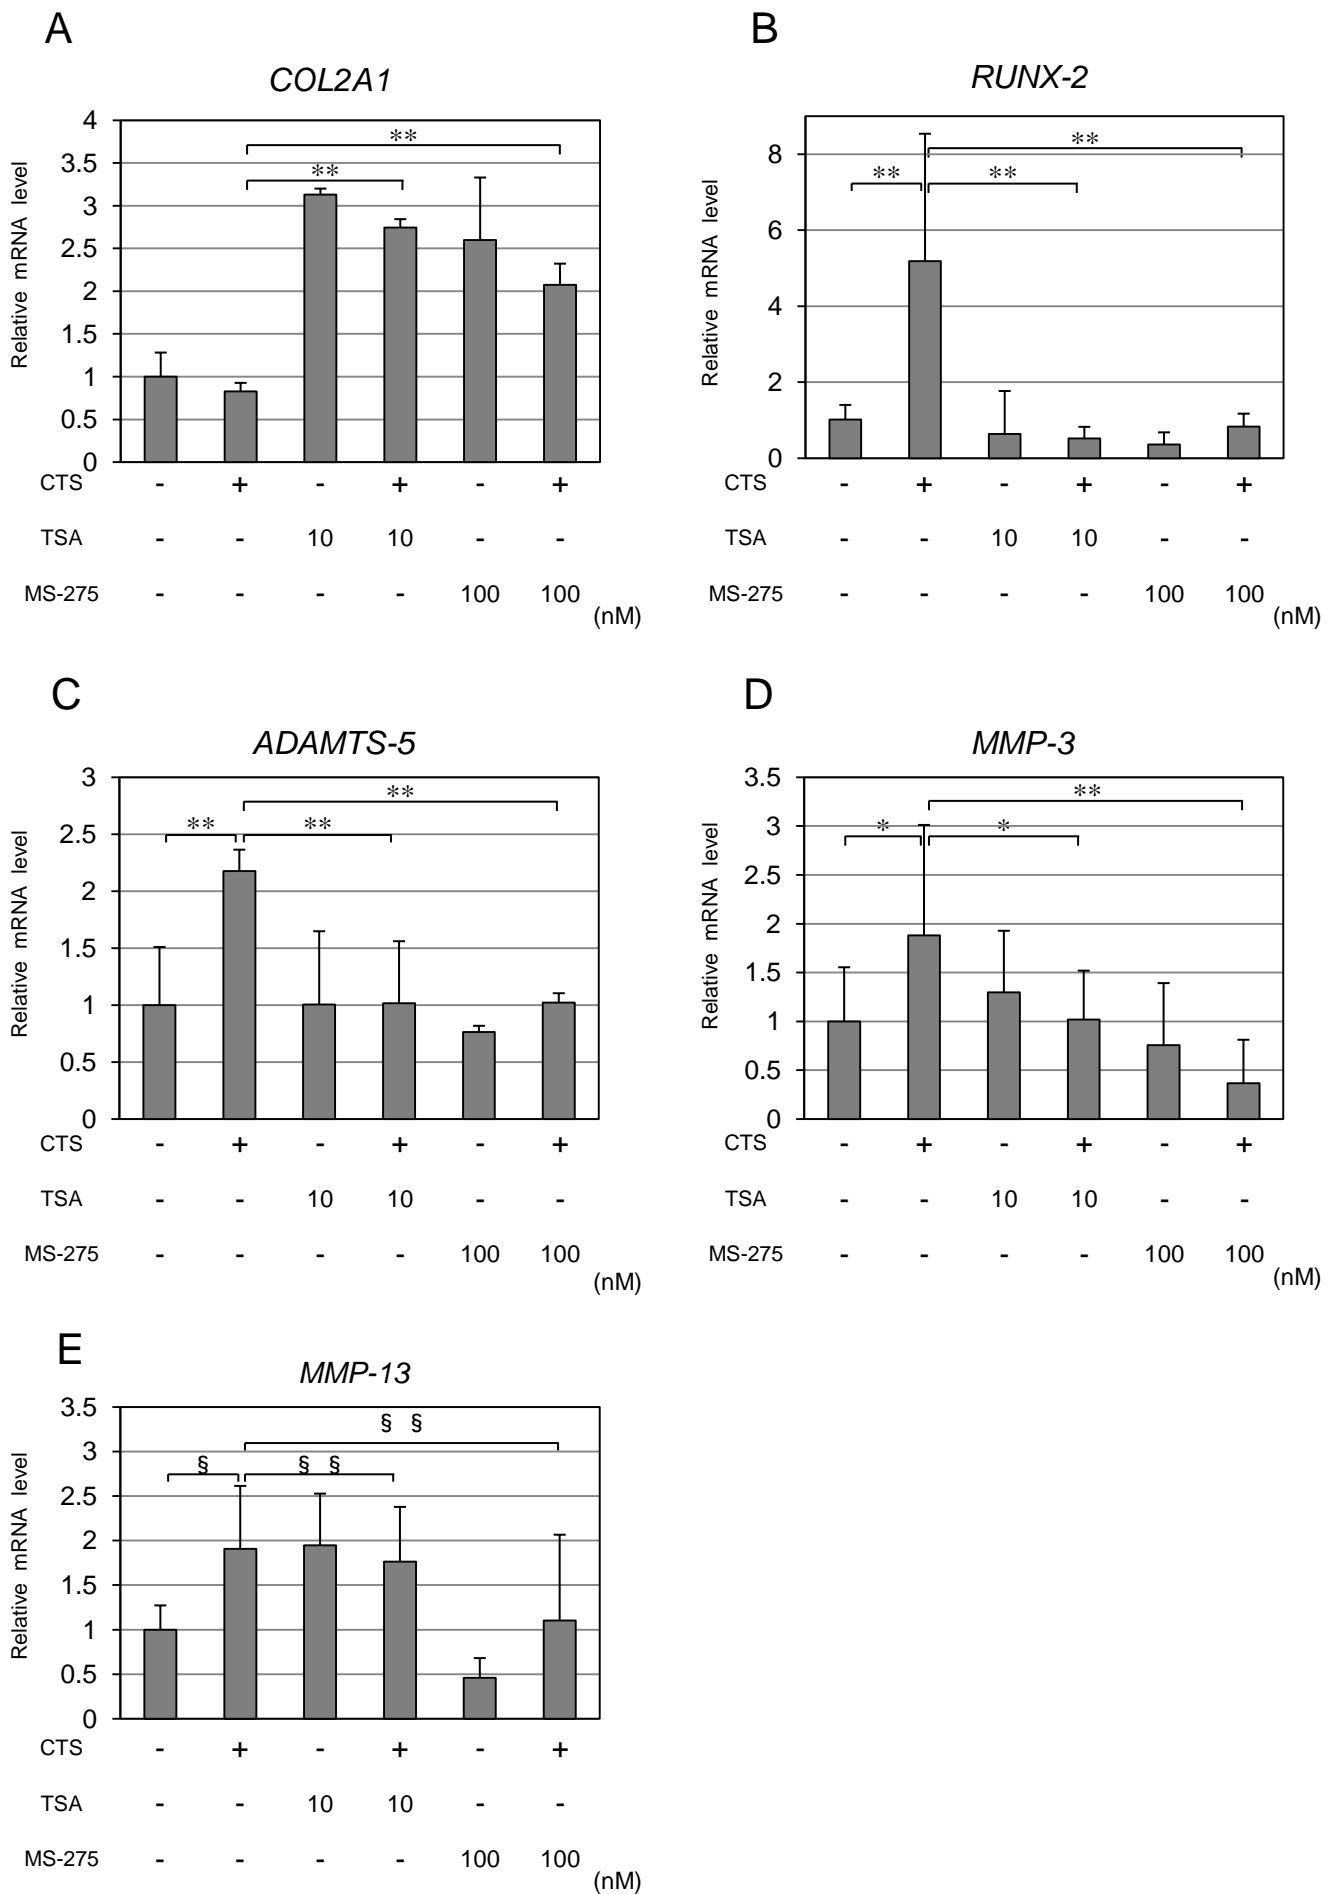 A
COL2A1
Relative mRNA level
4
3.5
3
2.5
2
1.5
1
0.5
0
**
**
CTS - + - + - +
TSA - - 10 10 - -
MS-275 - - - - 100 100
(nM)
B
RUNX-2
Relative mRNA level
8
6
4
2
0
**
** **
CTS - + - + - +
TSA - - 10 10 - -
MS-275 - - - - 100 100
(nM)
C
ADAMTS-5
Relative mRNA level
3
2.5
2
1.5
1
0.5
0
**
** **
CTS - + - + - +
TSA - - 10 10 - -
MS-275 - - - - 100 100
(nM)
D
MMP-3
Relative mRNA level
3.5
3
2.5
2
1.5
1
0.5
0
**
* *
CTS - + - + - +
TSA - - 10 10 - -
MS-275 - - - - 100 100
(nM)
E
MMP-13
Relative mRNA level
3.5
3
2.5
2
1.5
1
0.5
0
§ §
§ § §
CTS - + - + - +
TSA - - 10 10 - -
MS-275 - - - - 100 100
(nM)